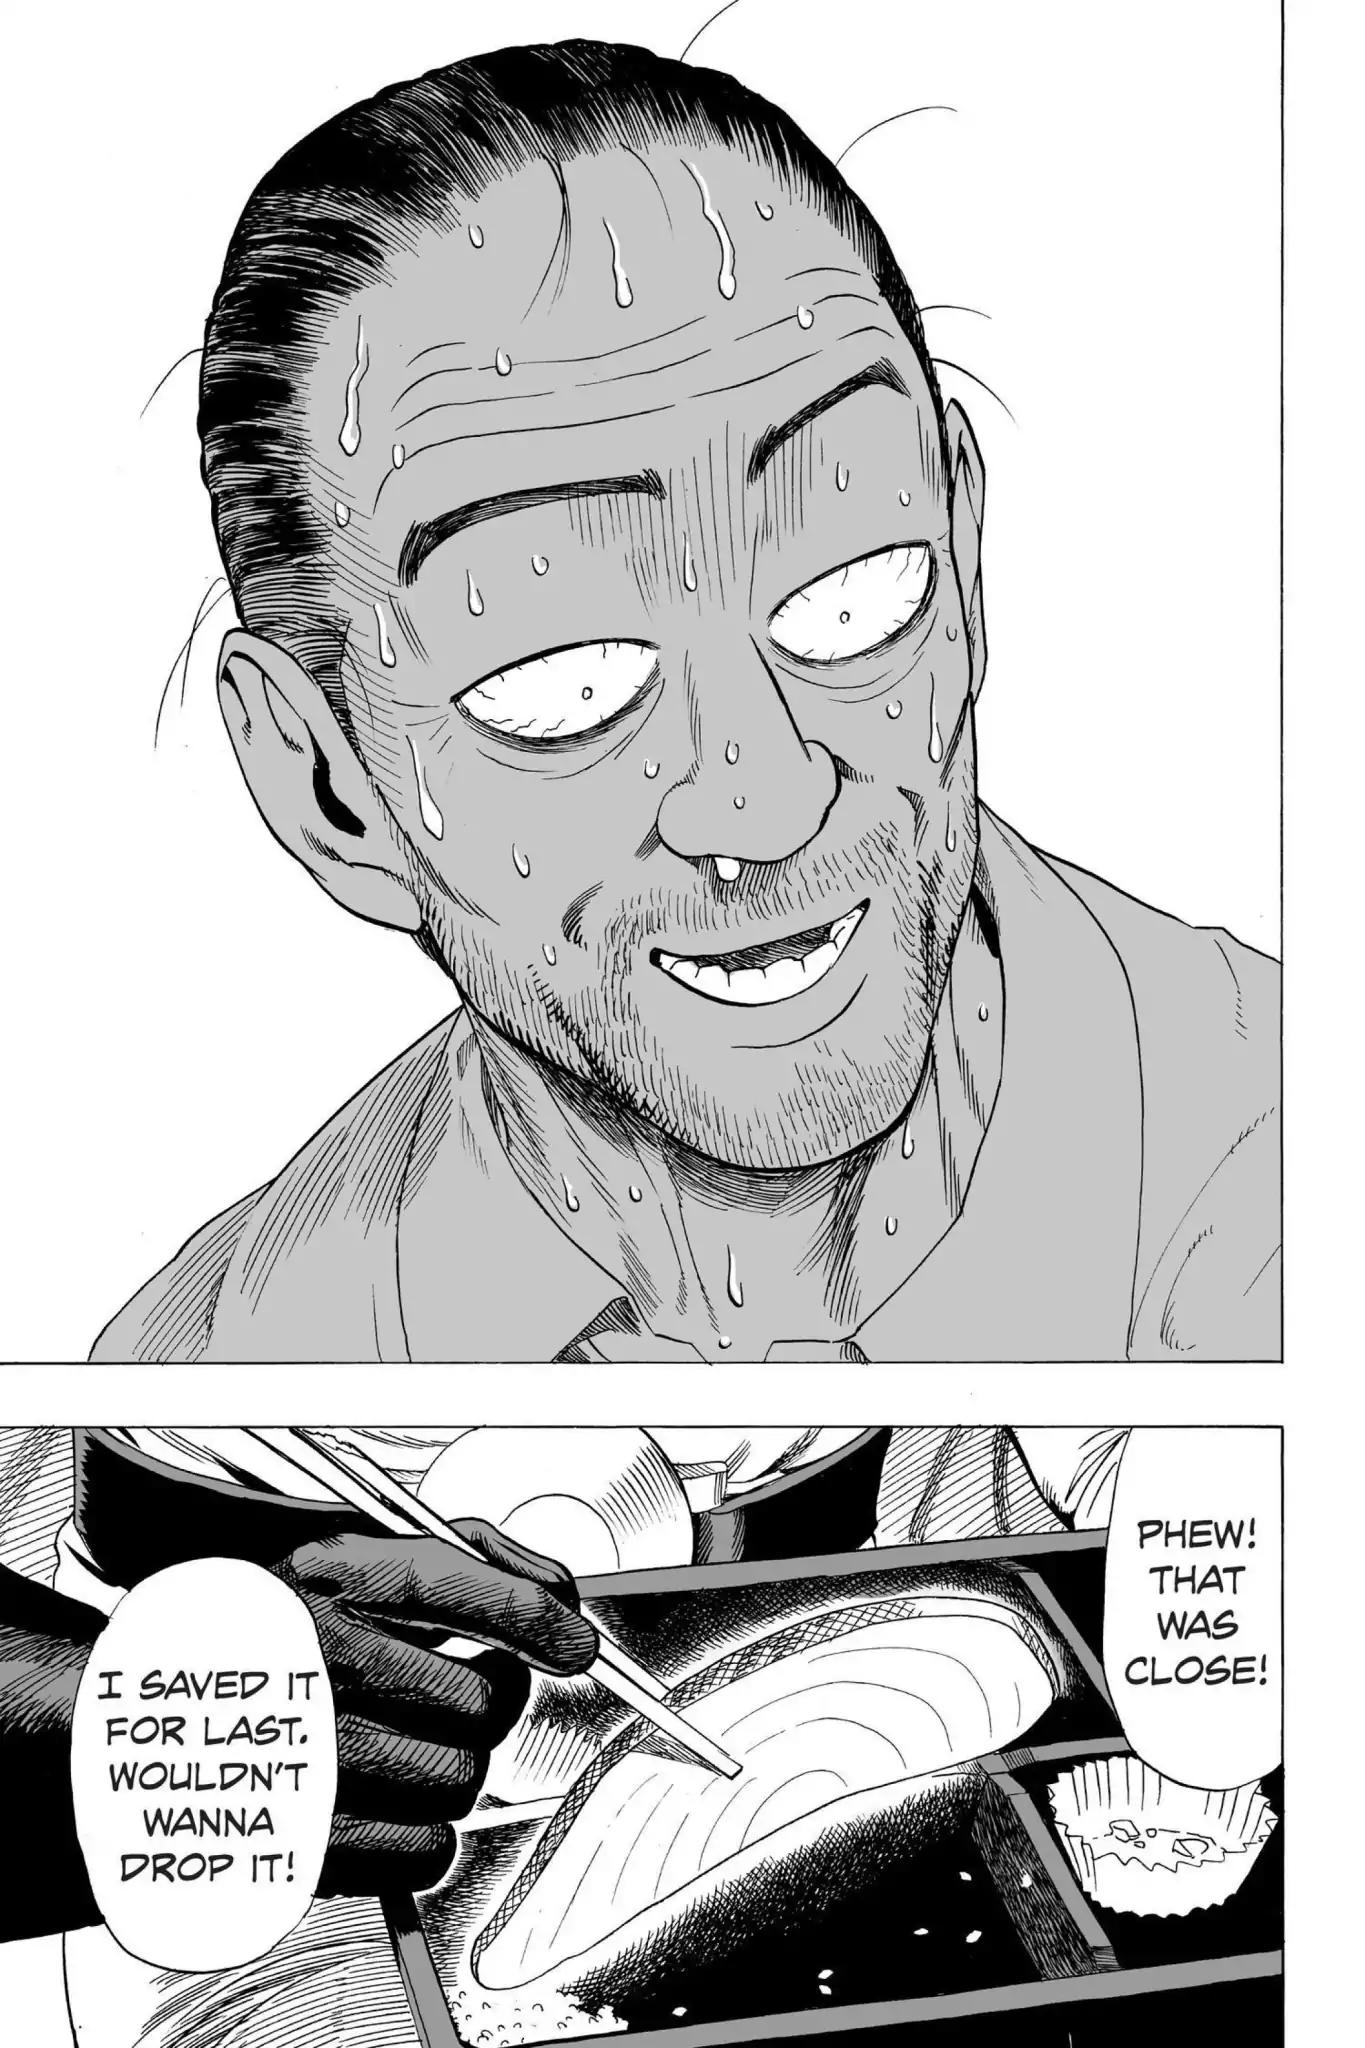 PHEW!
THAT
WAS
CLOSE!
I SAVED IT
FOR LAST.
WOULDN'T
WANNA
DROP IT!